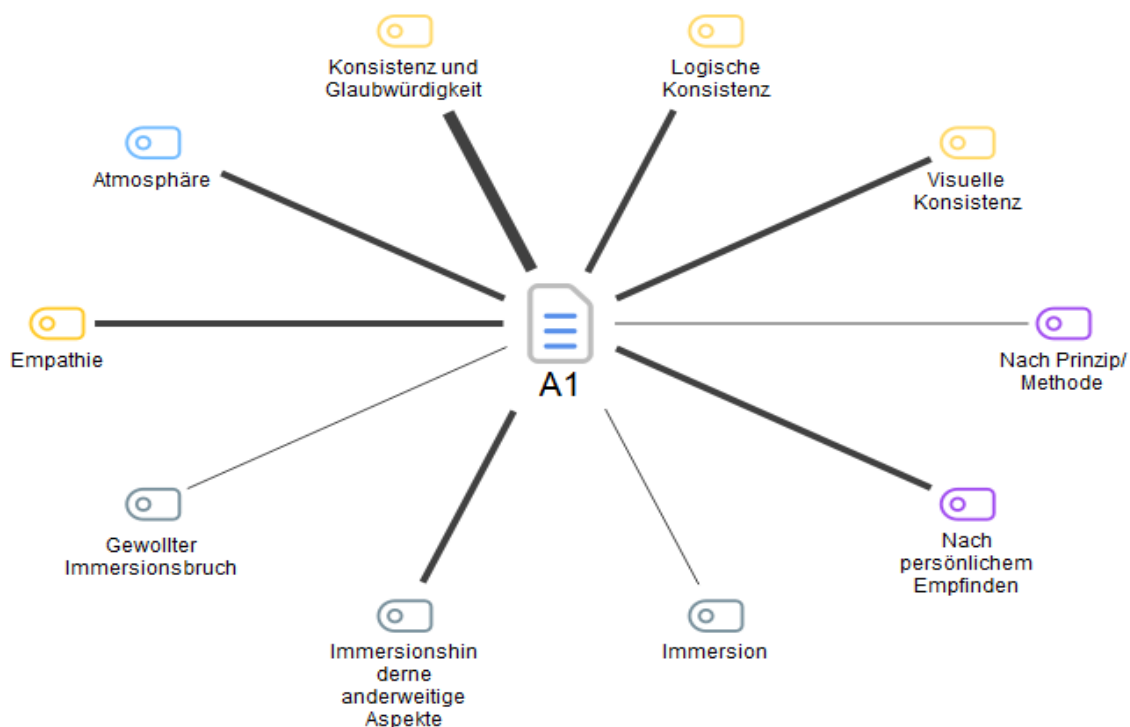 Konsistenz und
Glaubwürdigkeit
Logische
Konsistenz
Atmosphäre
Visuelle
Konsistenz
Empathie
A1
Nach Prinzip/
Methode
Gewollter
Immersionsbruch
Nach
persönlichem
Empfinden
Immersionshin
derne
anderweitige
Aspekte
Immersion